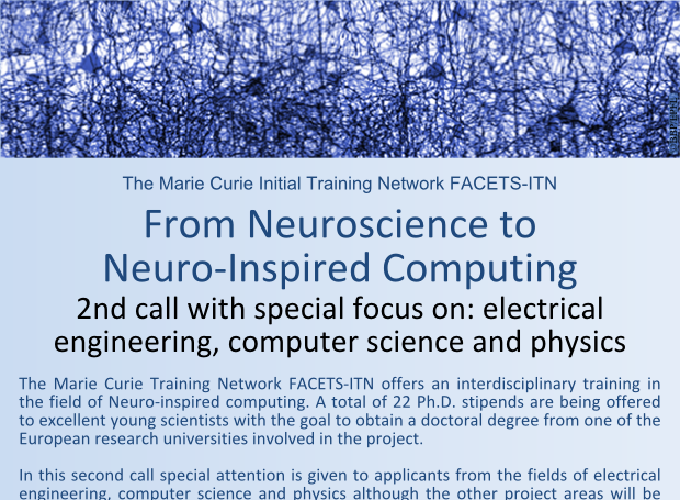 The Marie Curie Initial Training Network FACETS-ITN
From Neuroscience to
Neuro-Inspired Computing
2nd call with special focus on: electrical
engineering, computer science and physics
The Marie Curie Training Network FACETS-ITN offers an interdisciplinary training in
the field of Neuro-inspired computing. A total of 22 Ph.D. stipends are being offered
to excellent young scientists with the goal to obtain a doctoral degree from one of the
European research universities involved in the project.
In this second call special attention is given to applicants from the fields of electrical
engineering, computer science and physics although the other project areas will be